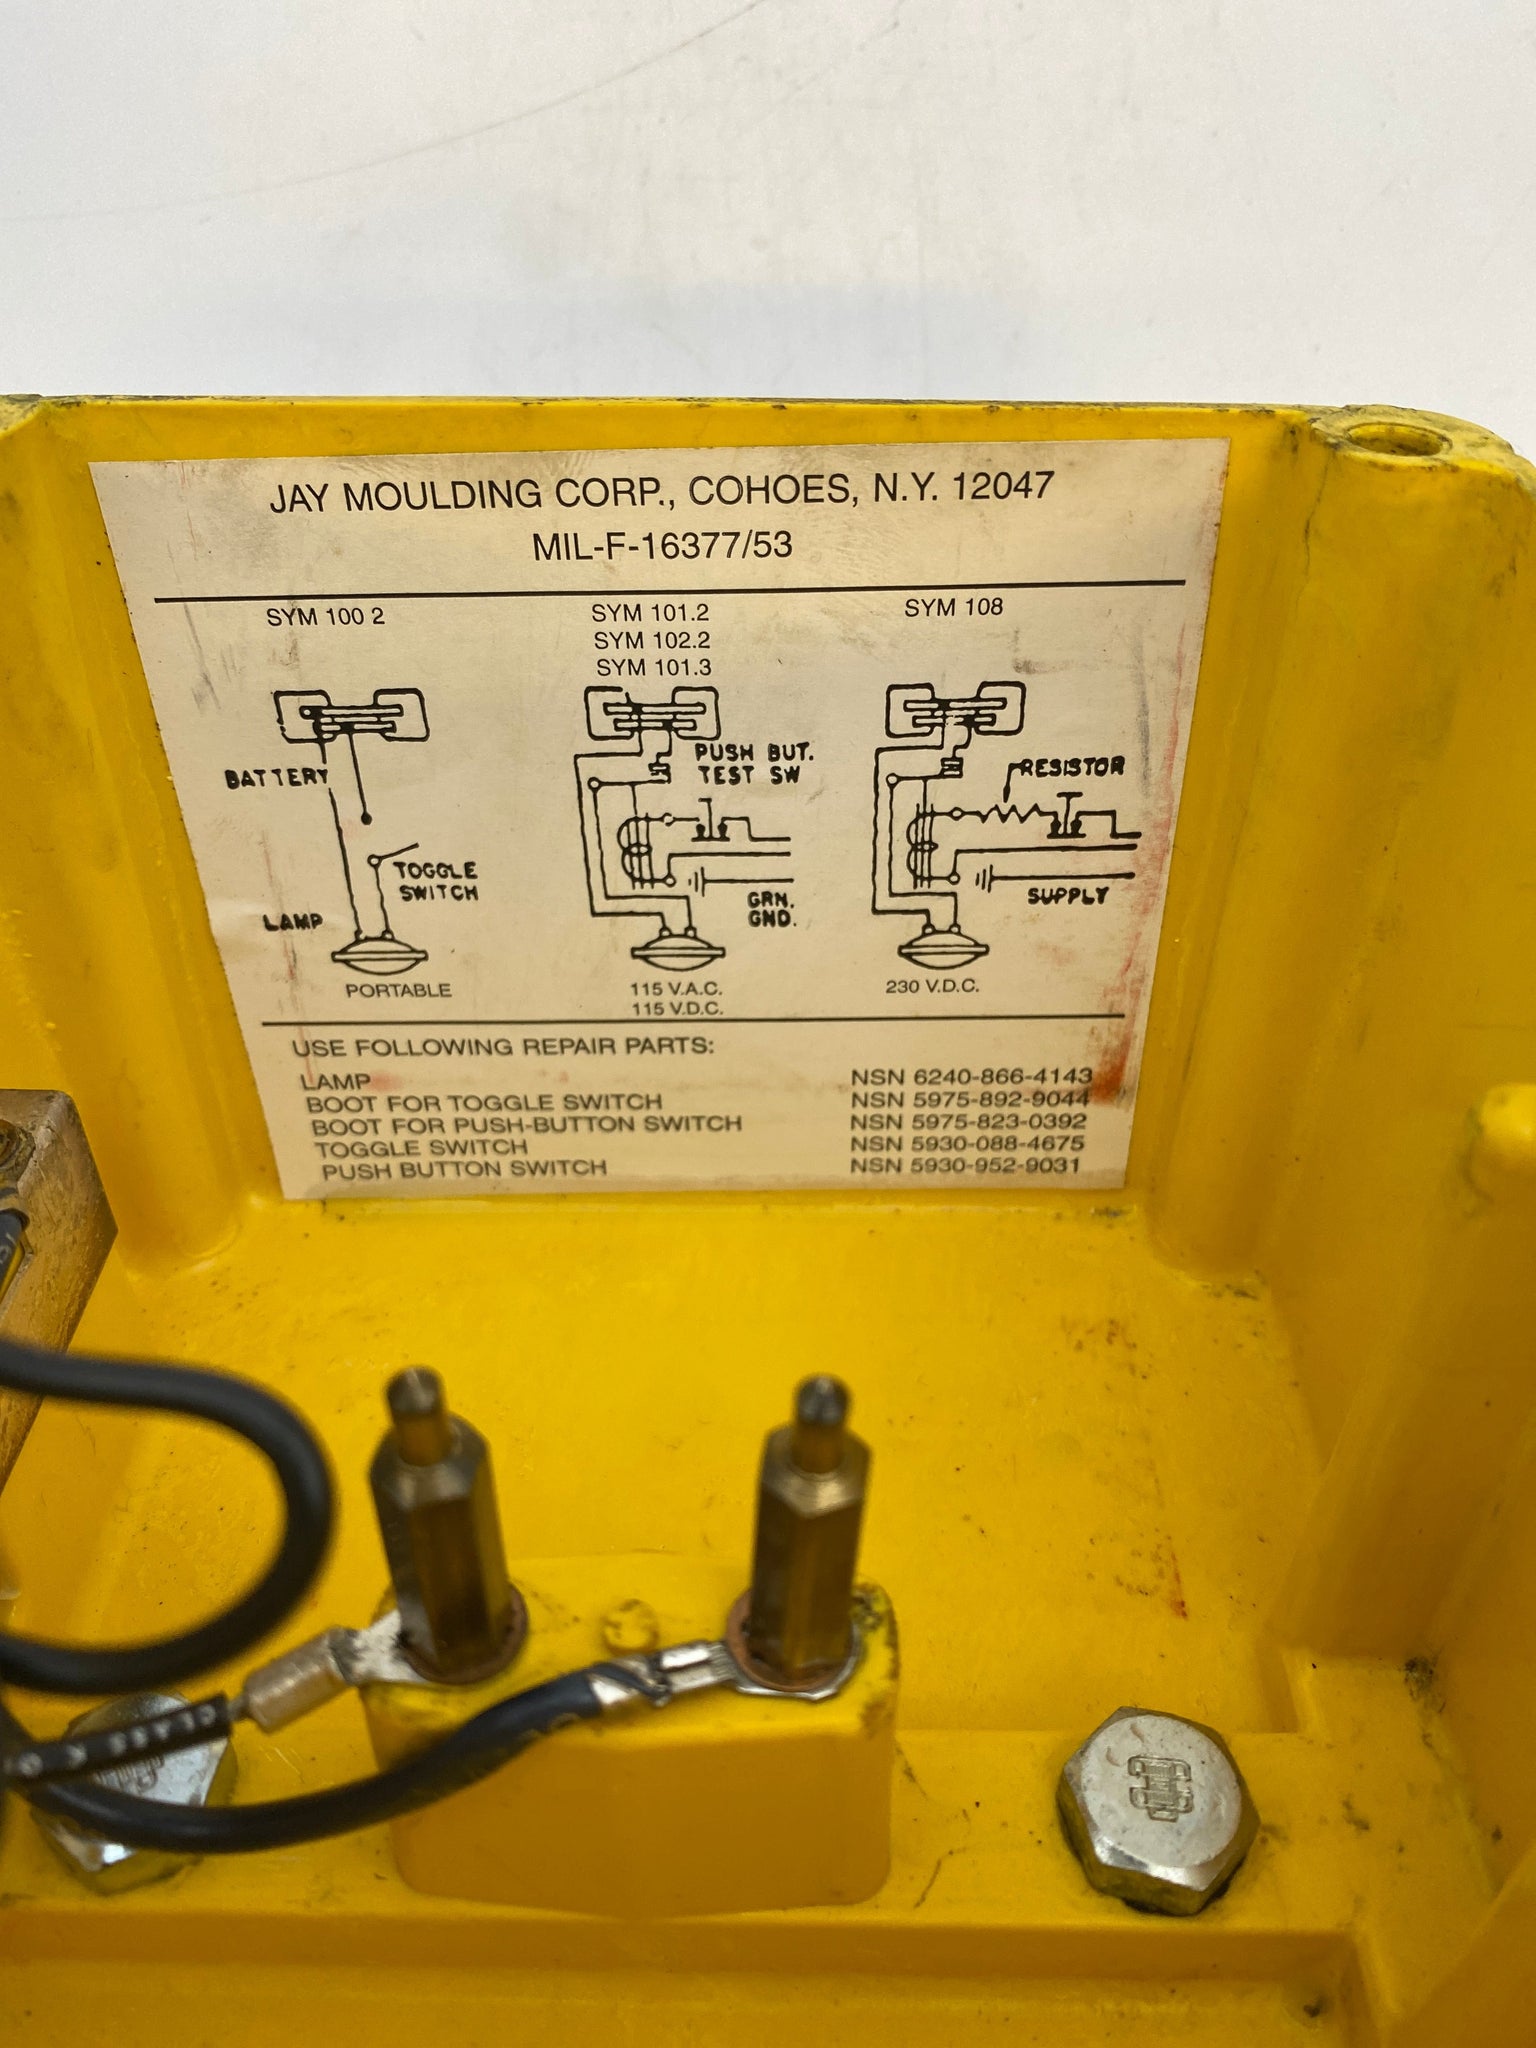 JAY MOULDING CORP., COHOES, N.Y. 12047
MIL-F-16377/53
SYM 100 2
SYM 101.2
SYM 102.2
SYM 101.3
SYM 108
BATTERY
TOGGLE
SWITCH
LAMP
PORTABLE
PUSH BUT.
TEST SW
GRN.
GND.
115 V.A.C.
115 V.D.C.
RESISTOR
SUPPLY
230 V.D.C.
USE FOLLOWING REPAIR PARTS:
LAMP NSN 6240-866-4143
BOOT FOR TOGGLE SWITCH NSN 5975-892-9044
BOOT FOR PUSH-BUTTON SWITCH NSN 5975-823-0392
TOGGLE SWITCH NSN 5930-088-4675
PUSH BUTTON SWITCH NSN 5930-952-9031
CLASS K